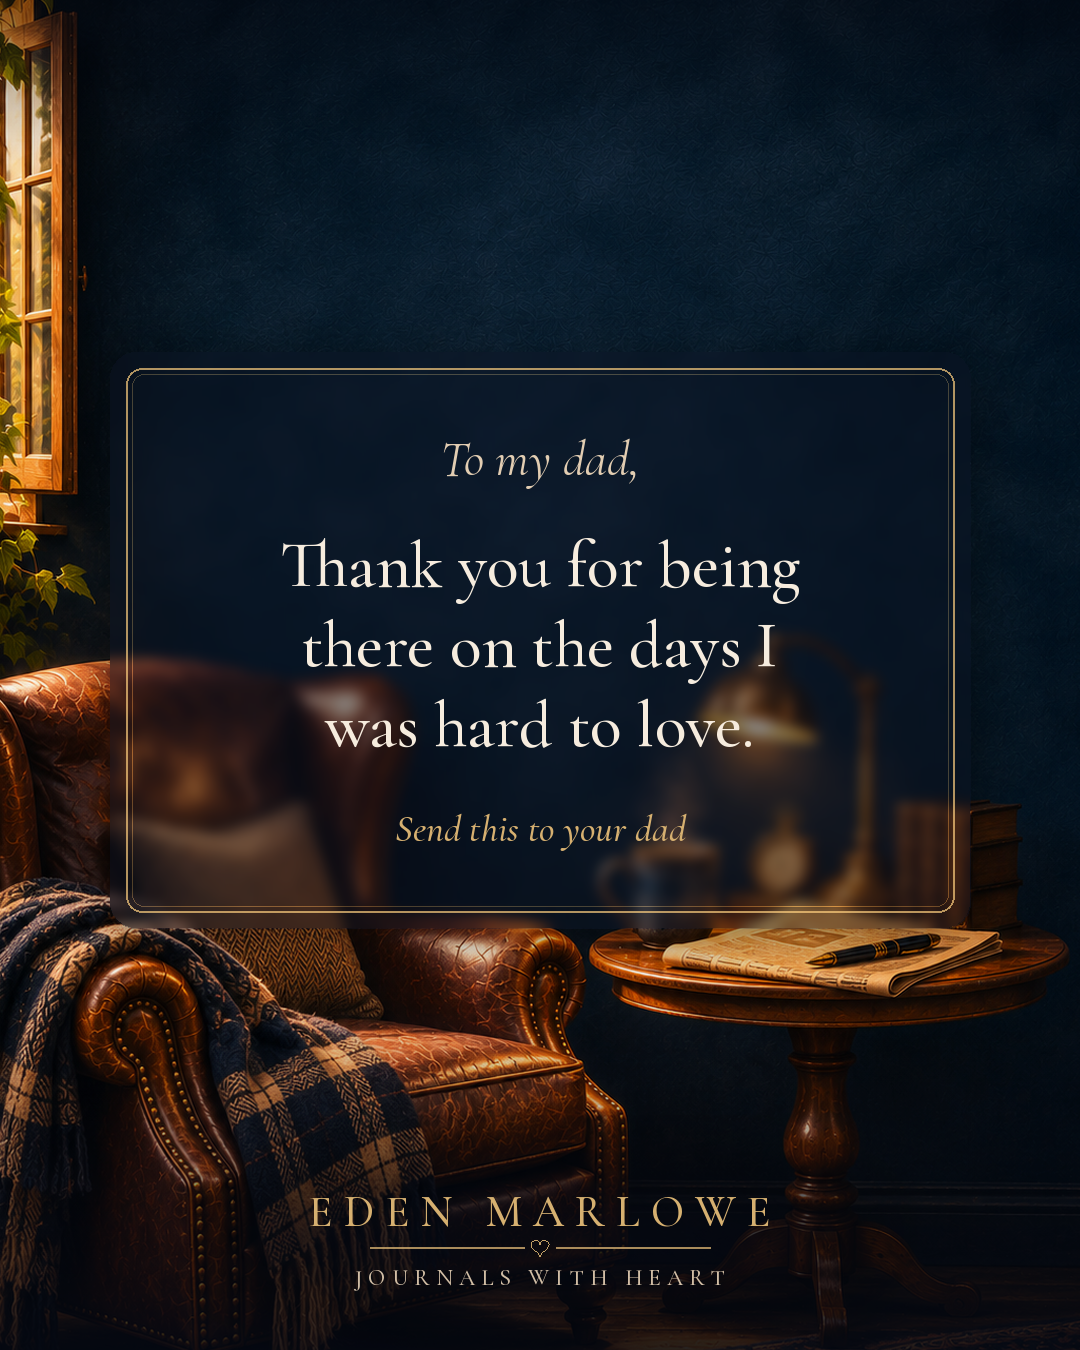 To my dad,
Thank you for being
there on the days I
was hard to love.
Send this to your dad
EDEN MARLOWE
JOURNALS WITH HEART